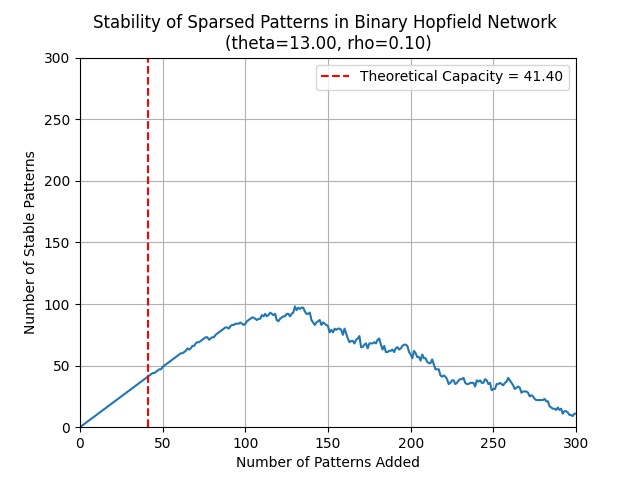 Stability of Sparsed Patterns in Binary Hopfield Network
(theta=13.00, rho=0.10)
Theoretical Capacity = 41.40
Number of Stable Patterns
300
250
200
150
100
50
0
0 50 100 150 200 250 300
Number of Patterns Added